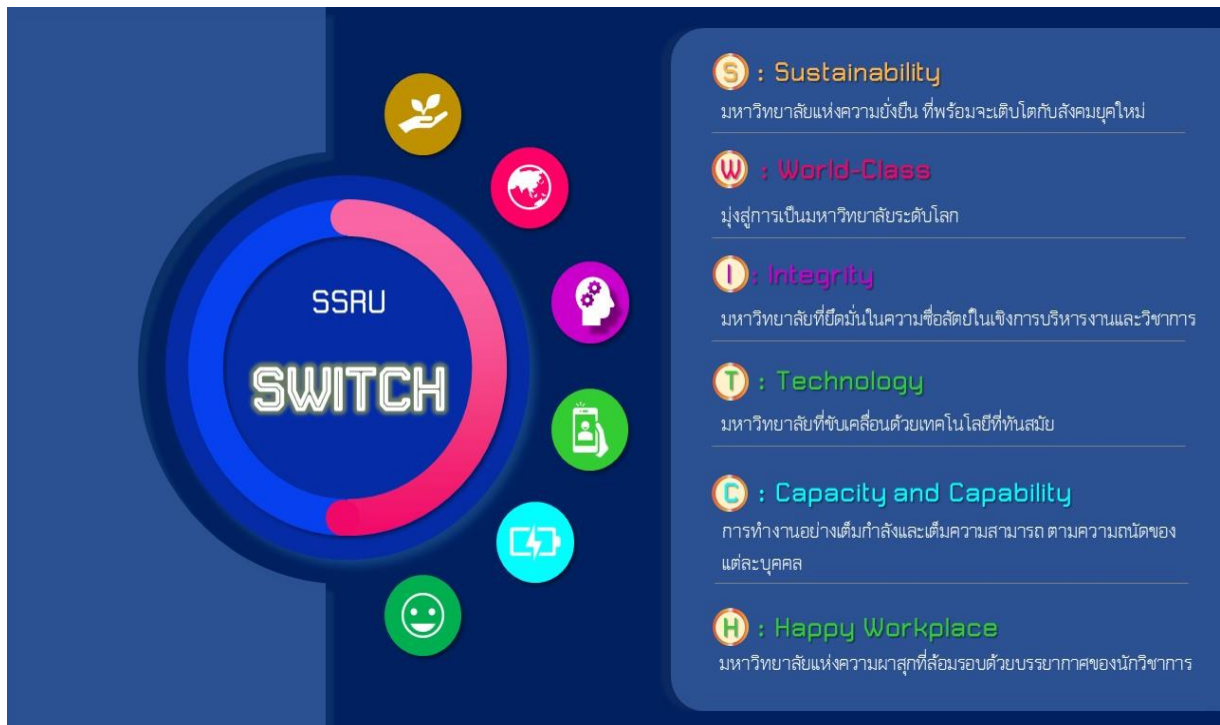 SSRU
SWITCH
S : Sustainability
มหาวิทยาลัยแห่งความยั่งยืน ที่พร้อมจะเติบโตกับสังคมยุคใหม่
W : World-Class
มุ่งสู่การเป็นมหาวิทยาลัยระดับโลก
I : Integrity
มหาวิทยาลัยที่ยึดมั่นในความซื่อสัตย์ในเชิงการบริหารงานและวิชาการ
T : Technology
มหาวิทยาลัยที่ขับเคลื่อนด้วยเทคโนโลยีที่ทันสมัย
C : Capacity and Capability
การทำงานอย่างเต็มกำลังและเต็มความสามารถ ตามความถนัดของ
แต่ละบุคคล
H : Happy Workplace
มหาวิทยาลัยแห่งความผาสุกที่ล้อมรอบด้วยบรรยากาศของนักวิชาการ